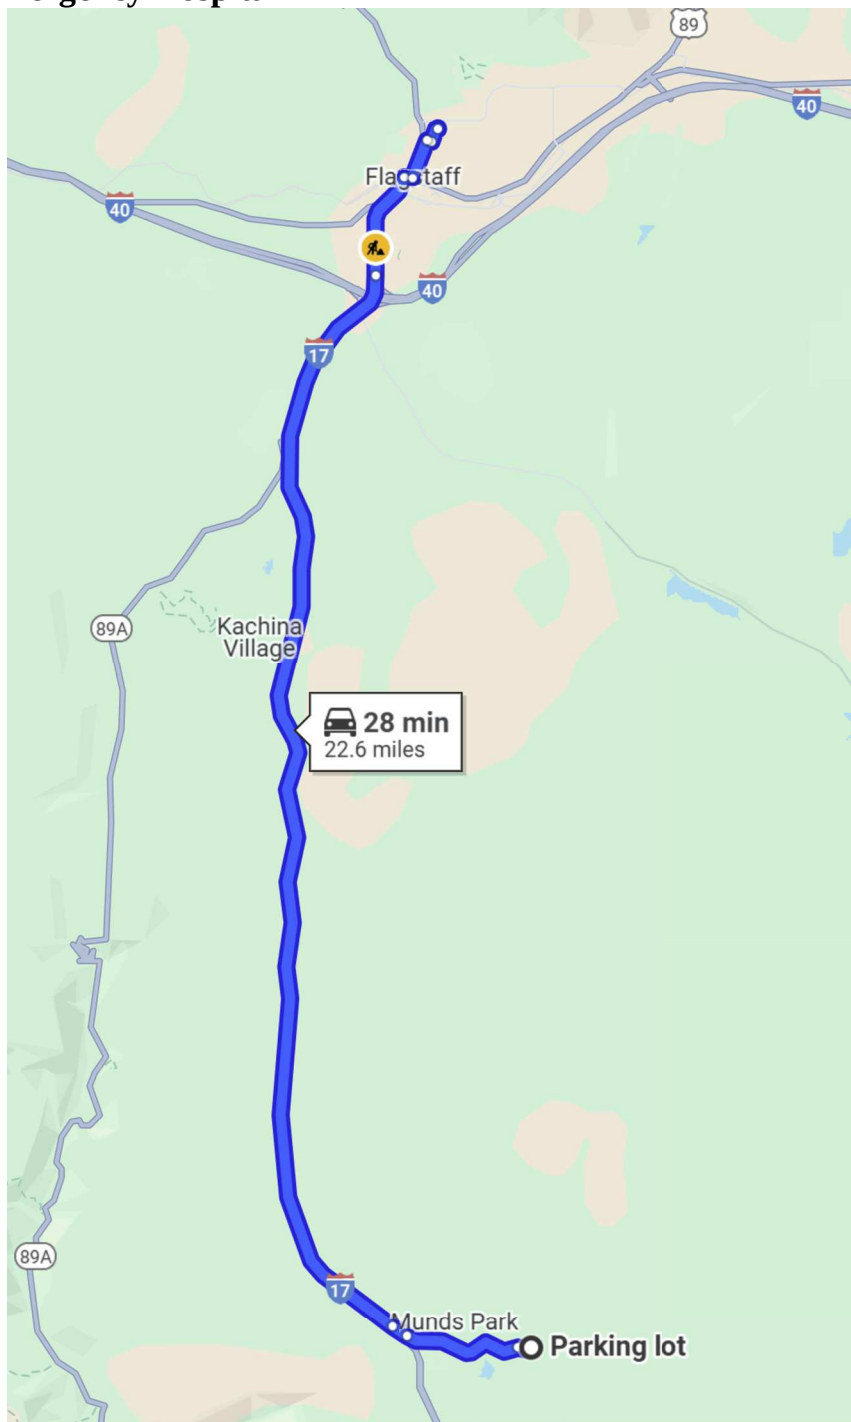 89
40
Flagstaff
40
40
17
Kachina
Village
89A
28 min
22.6 miles
89A
17
Munds Park
Parking lot